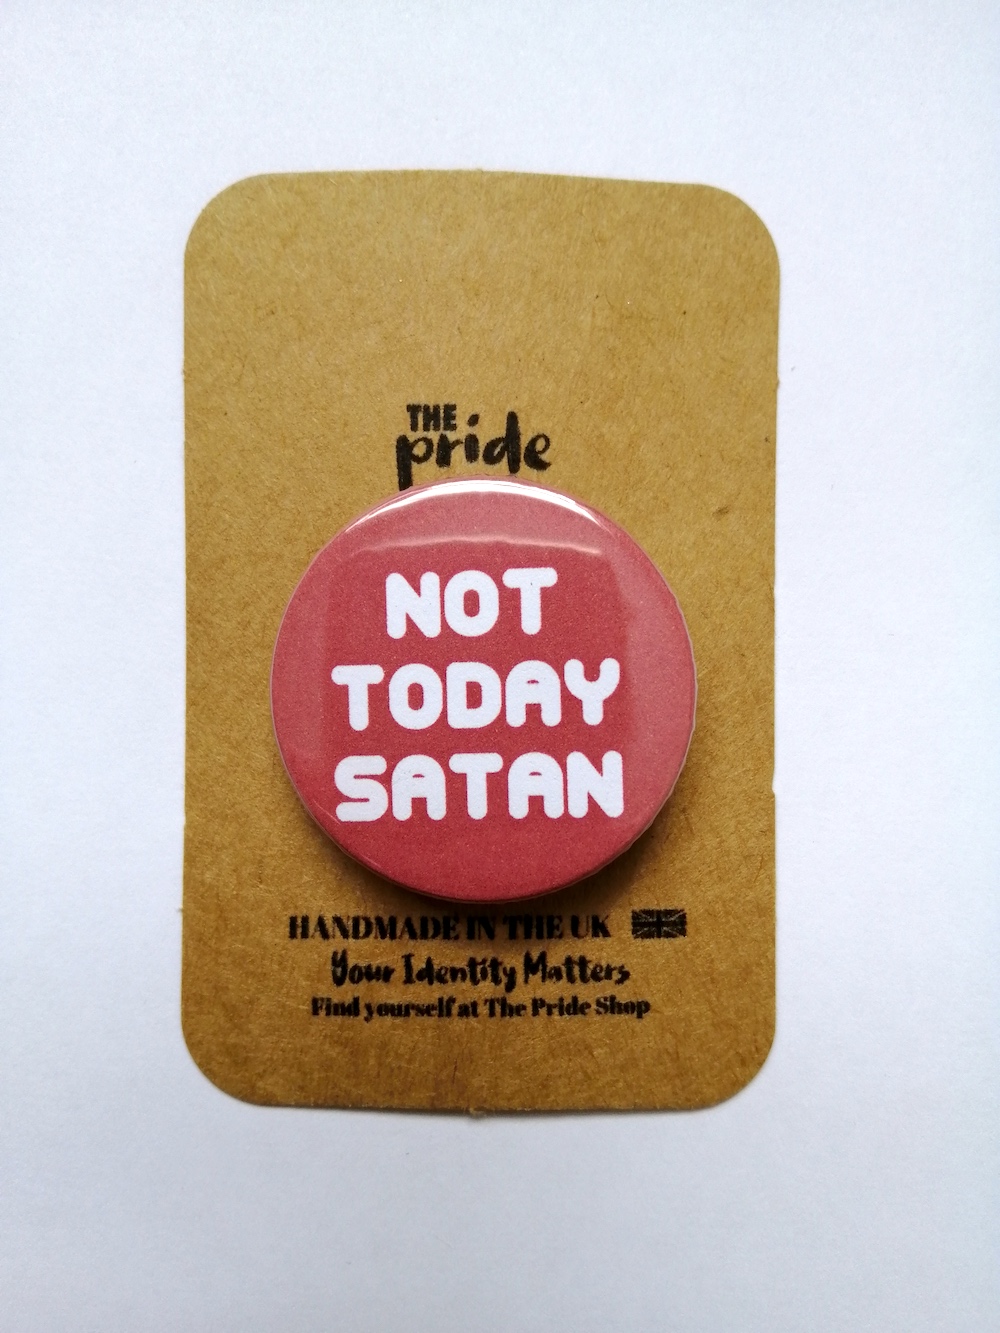 THE
pride
NOT
TODAY
SATAN
HANDMADE IN THE UK
Your Identity Matters
Find yourself at The Pride Shop